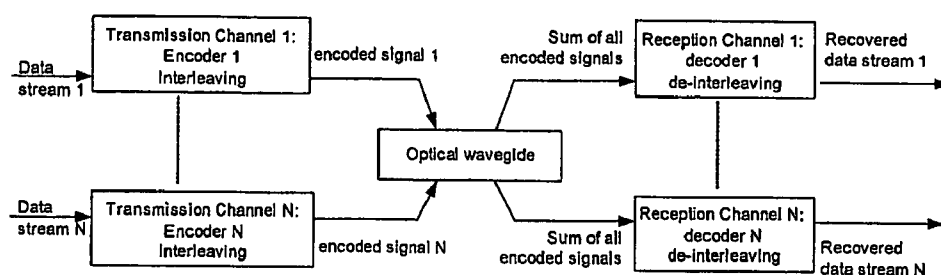 Data
stream 1
Transmission Channel 1:
Encoder 1
Interleaving
encoded signal 1
Sum of all
encoded signals
Reception Channel 1:
decoder 1
de-interleaving
Recovered
data stream 1
Optical wavegide
Data
stream N
Transmission Channel N:
Encoder N
Interleaving
encoded signal N
Sum of all
encoded signals
Reception Channel N:
decoder N
de-interleaving
Recovered
data stream N